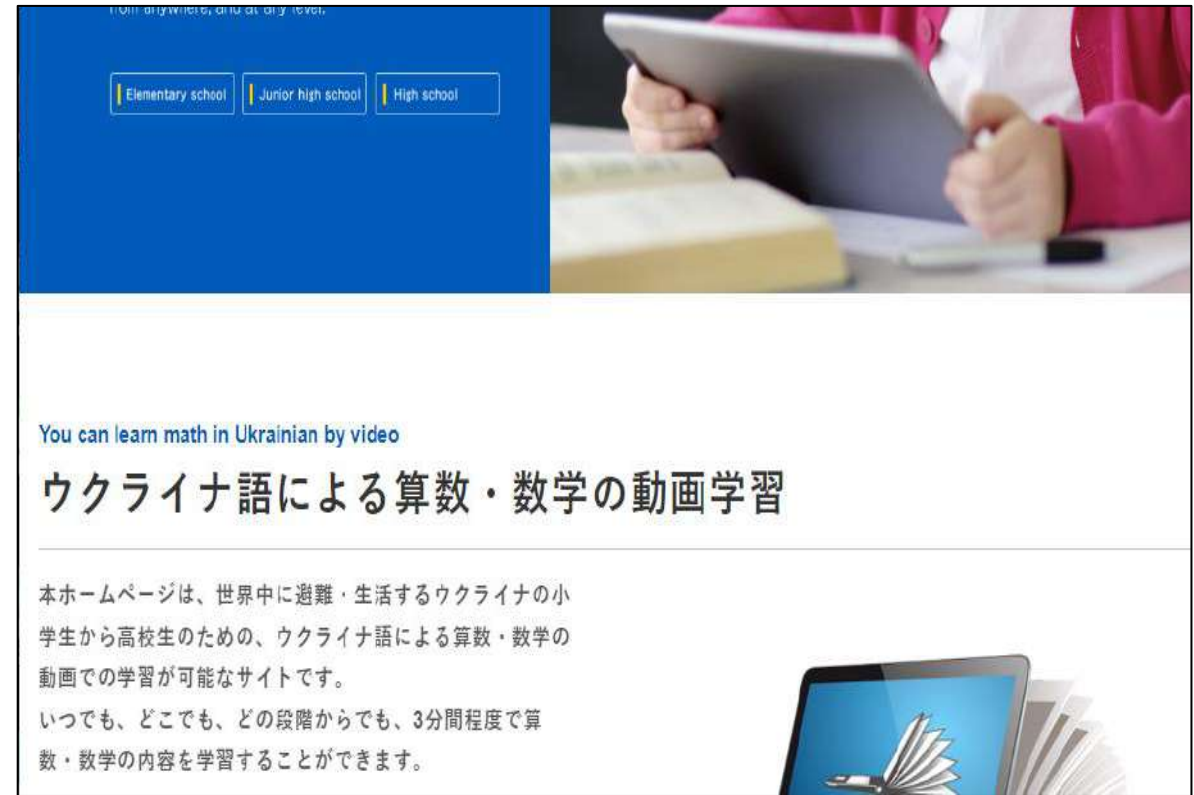 from anywhere, and at any level.
Elementary school
Junior high school
High school
You can learn math in Ukrainian by video
ウクライナ語による算数・数学の動画学習
本ホームページは、世界中に避難・生活するウクライナの小
学生から高校生のための、ウクライナ語による算数・数学の
動画での学習が可能なサイトです。
いつでも、どこでも、どの段階からでも、3分間程度で算
数・数学の内容を学習することができます。